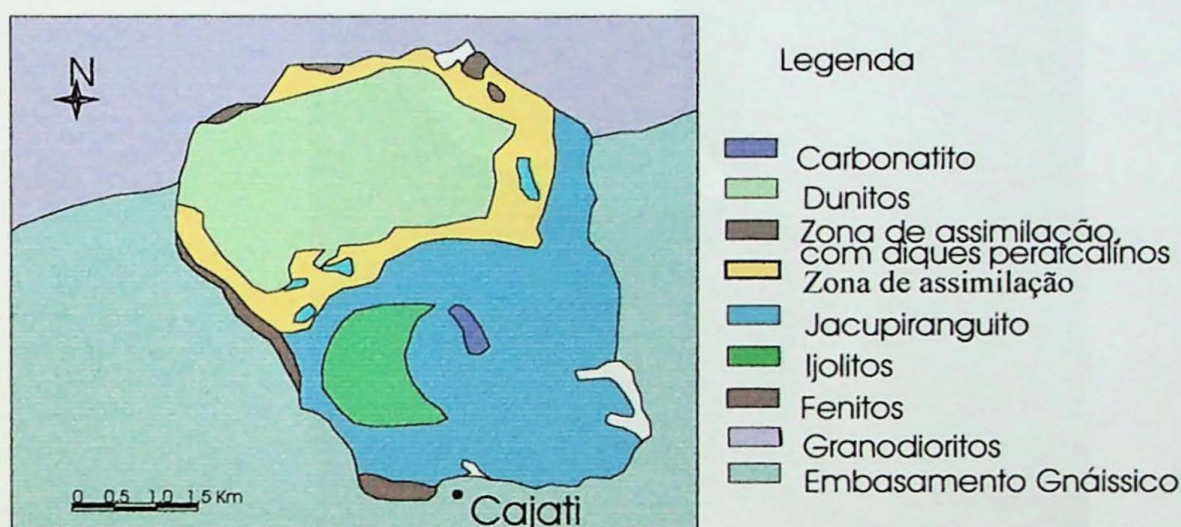 N
Legenda
Carbonatito
Dunitos
Zona de assimilação
com diques peralcalinos
Zona de assimilação
Jacupiranguito
Ijolitos
Fenitos
Granodioritos
Embasamento Gnáissico
0 0,5 1,0 1,5 Km
Cajati